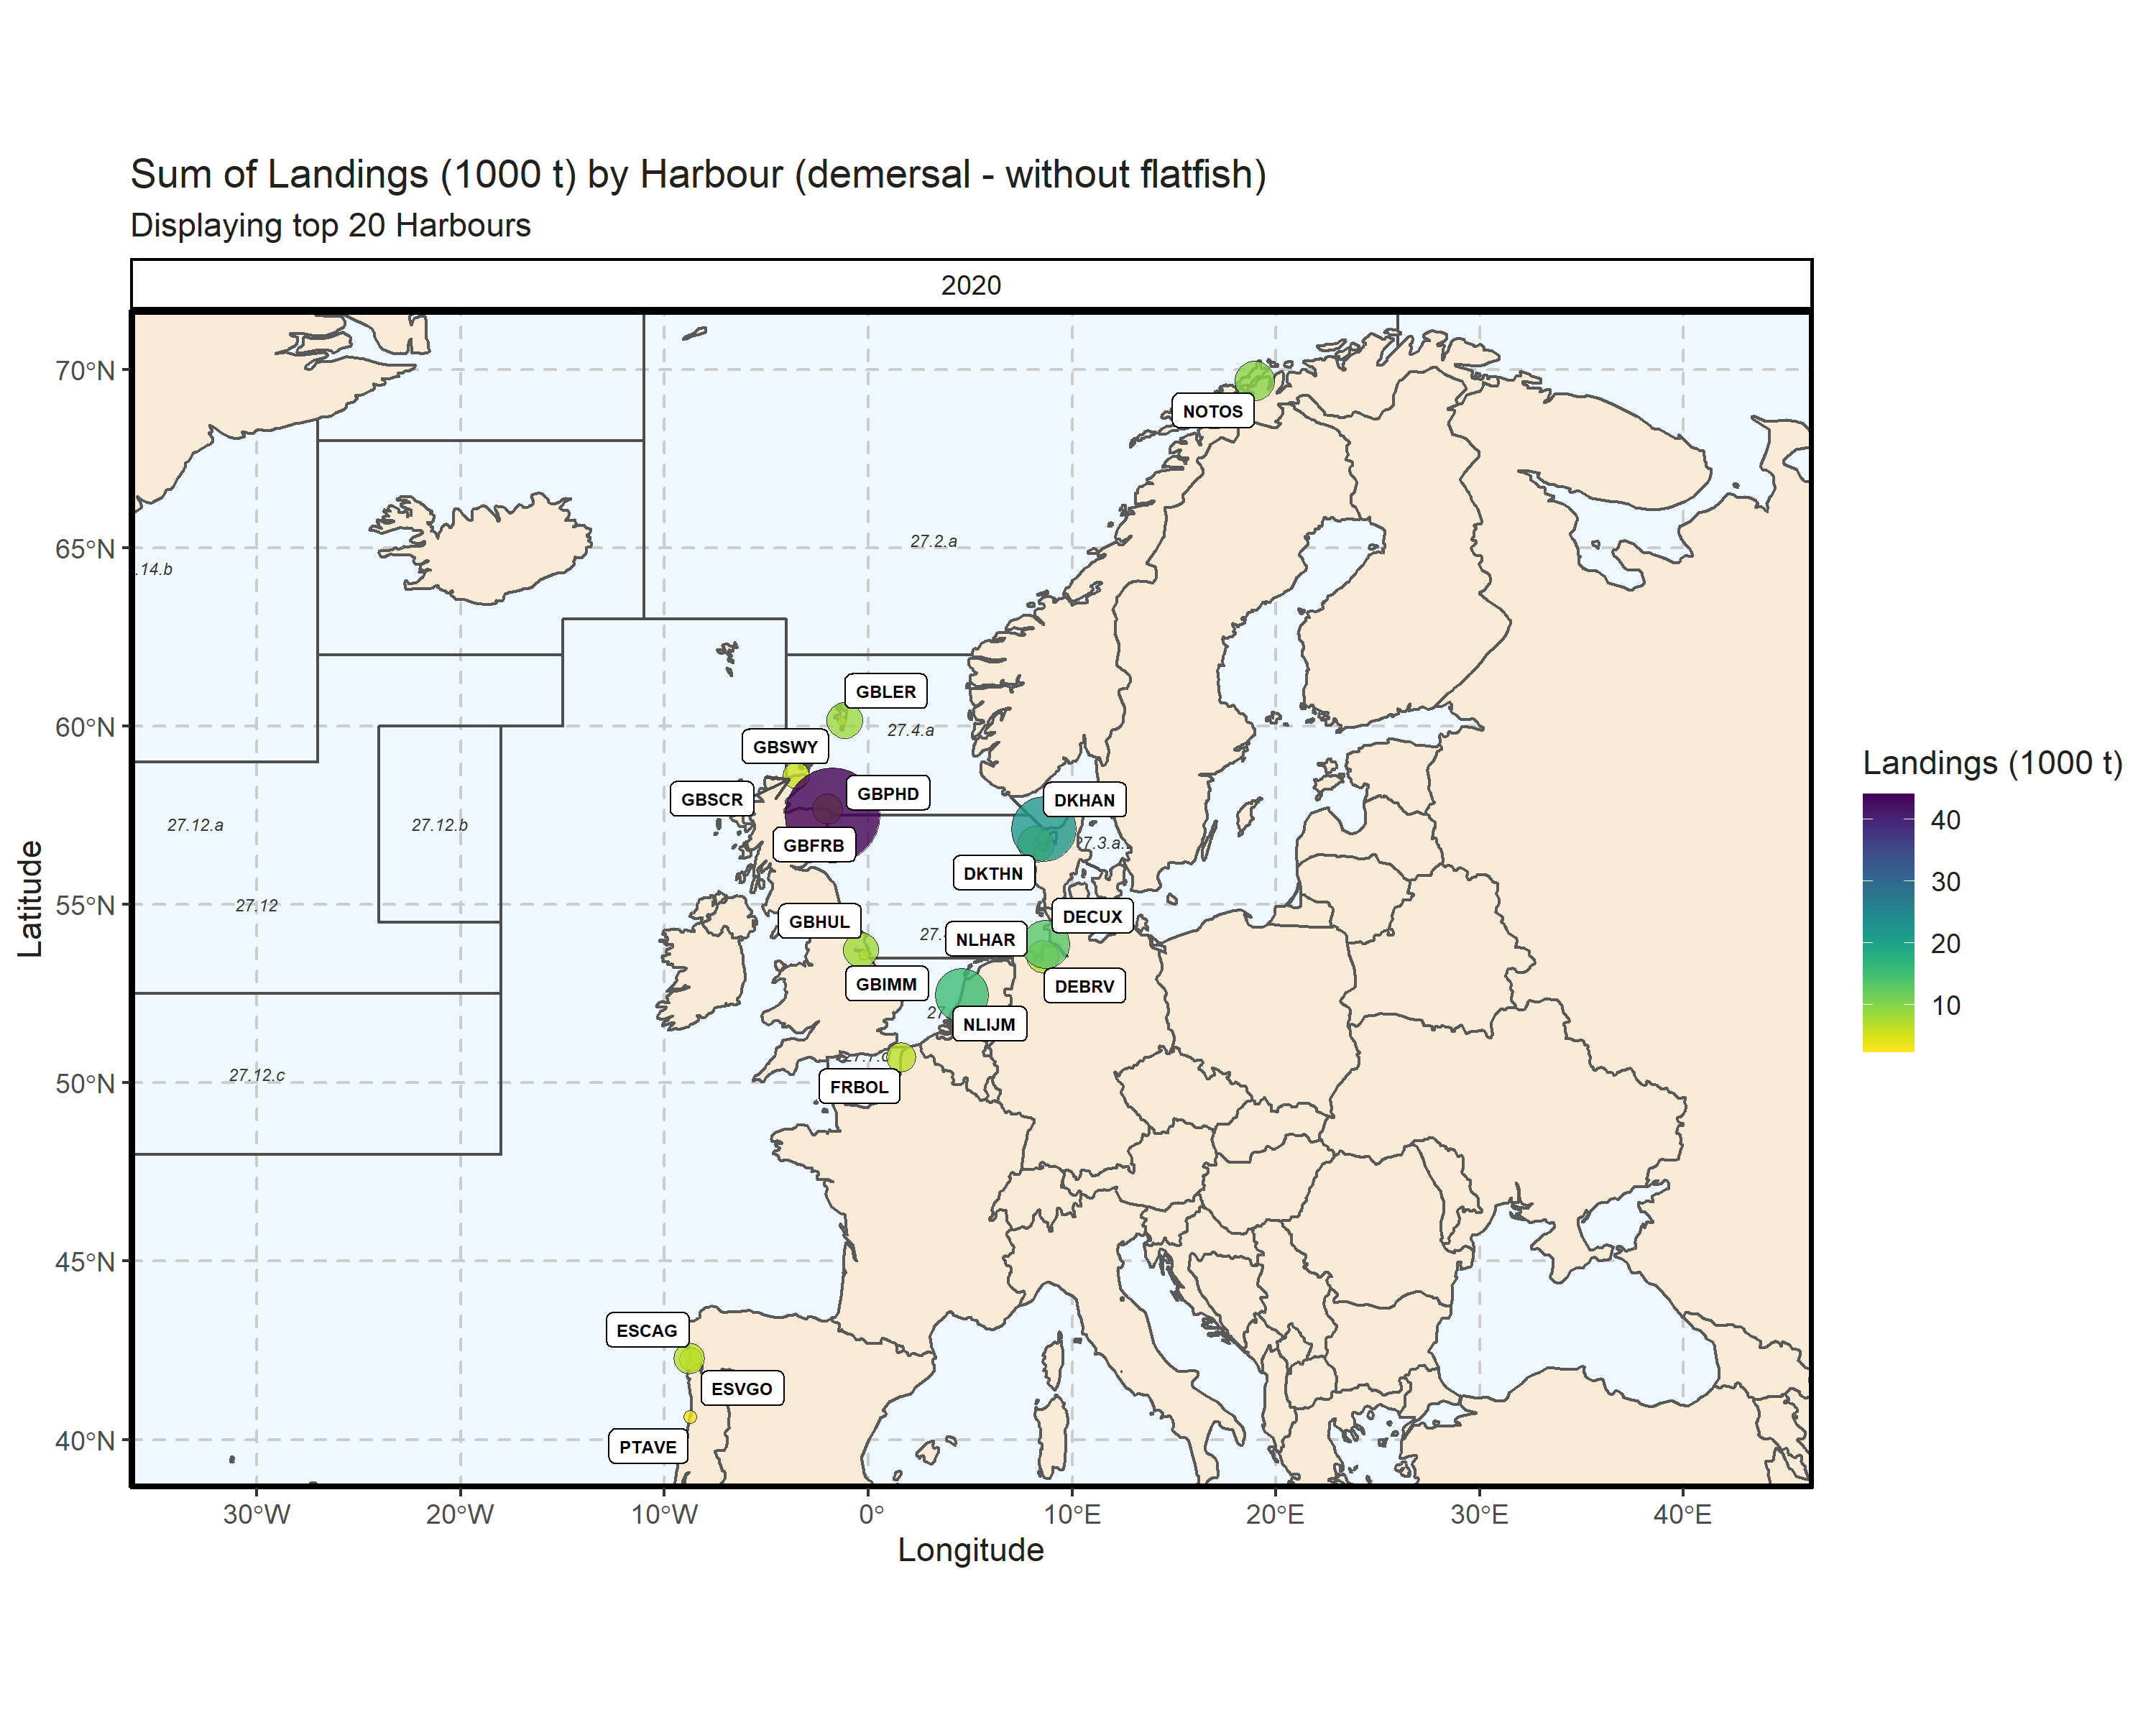 Sum of Landings (1000 t) by Harbour (demersal - without flatfish)
Displaying top 20 Harbours
2020
70°N
65°N
60°N
55°N
50°N
45°N
40°N
Latitude
NOTOS
27.2.a
.14.b
GBLER
27.4.a
GBSWY
GBSCR
GBPHD
DKHAN
27.12.a
27.12.b
GBFRB
DKTHN
27.12
GBHUL
DECUX
NLHAR
GBIMM
DEBRV
NLIJM
27.12.c
FRBOL
ESCAG
ESVGO
PTAVE
30°W
20°W
10°W
0°
10°E
20°E
30°E
40°E
Longitude
Landings (1000 t)
40
30
20
10